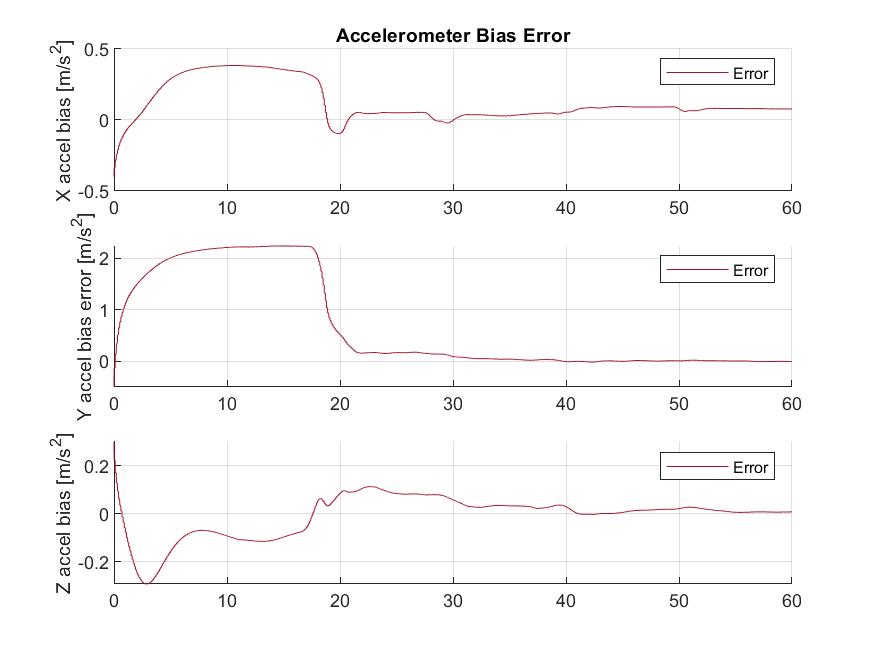 Accelerometer Bias Error
X accel bias [m/s²]
0.5
0
-0.5
Error
0 10 20 30 40 50 60
Y accel bias error [m/s²]
2
1
0
Error
0 10 20 30 40 50 60
Z accel bias [m/s²]
0.2
0
-0.2
Error
0 10 20 30 40 50 60